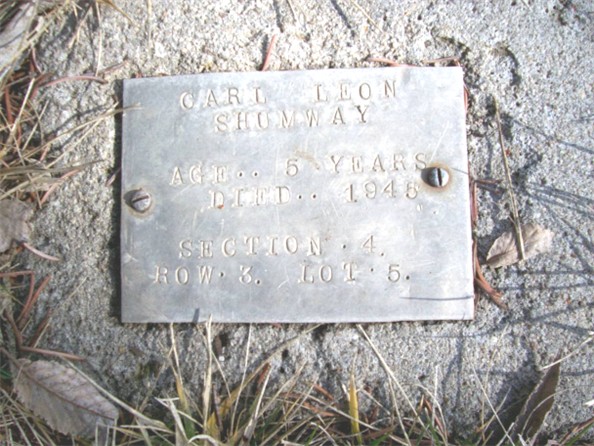 CARL LEON
SHUMWAY
AGE.. 5 YEARS
DIED.. 1948
SECTION.4.
ROW.3. LOT.5.